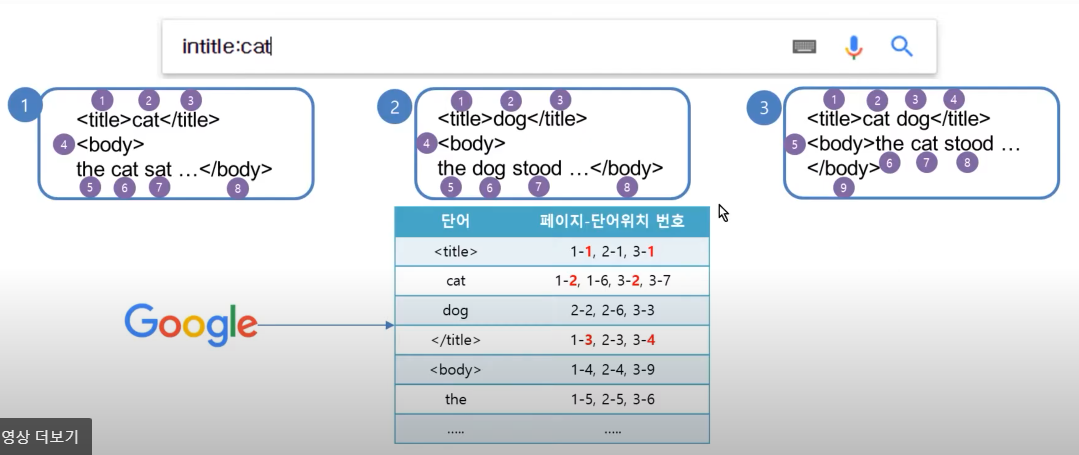 intitle:cat
1
1 2 3
<title>cat</title>
4 <body>
the cat sat ...</body>
5 6 7 8
2
1 2 3
<title>dog</title>
4 <body>
the dog stood ...</body>
5 6 7 8
3
1 2 3 4
<title>cat dog</title>
5 <body>the cat stood ...
</body> 6 7 8
9
단어 페이지-단어위치 번호
<title> 1-1, 2-1, 3-1
cat 1-2, 1-6, 3-2, 3-7
dog 2-2, 2-6, 3-3
</title> 1-3, 2-3, 3-4
<body> 1-4, 2-4, 3-9
the 1-5, 2-5, 3-6
..... .....
Google
영상 더보기